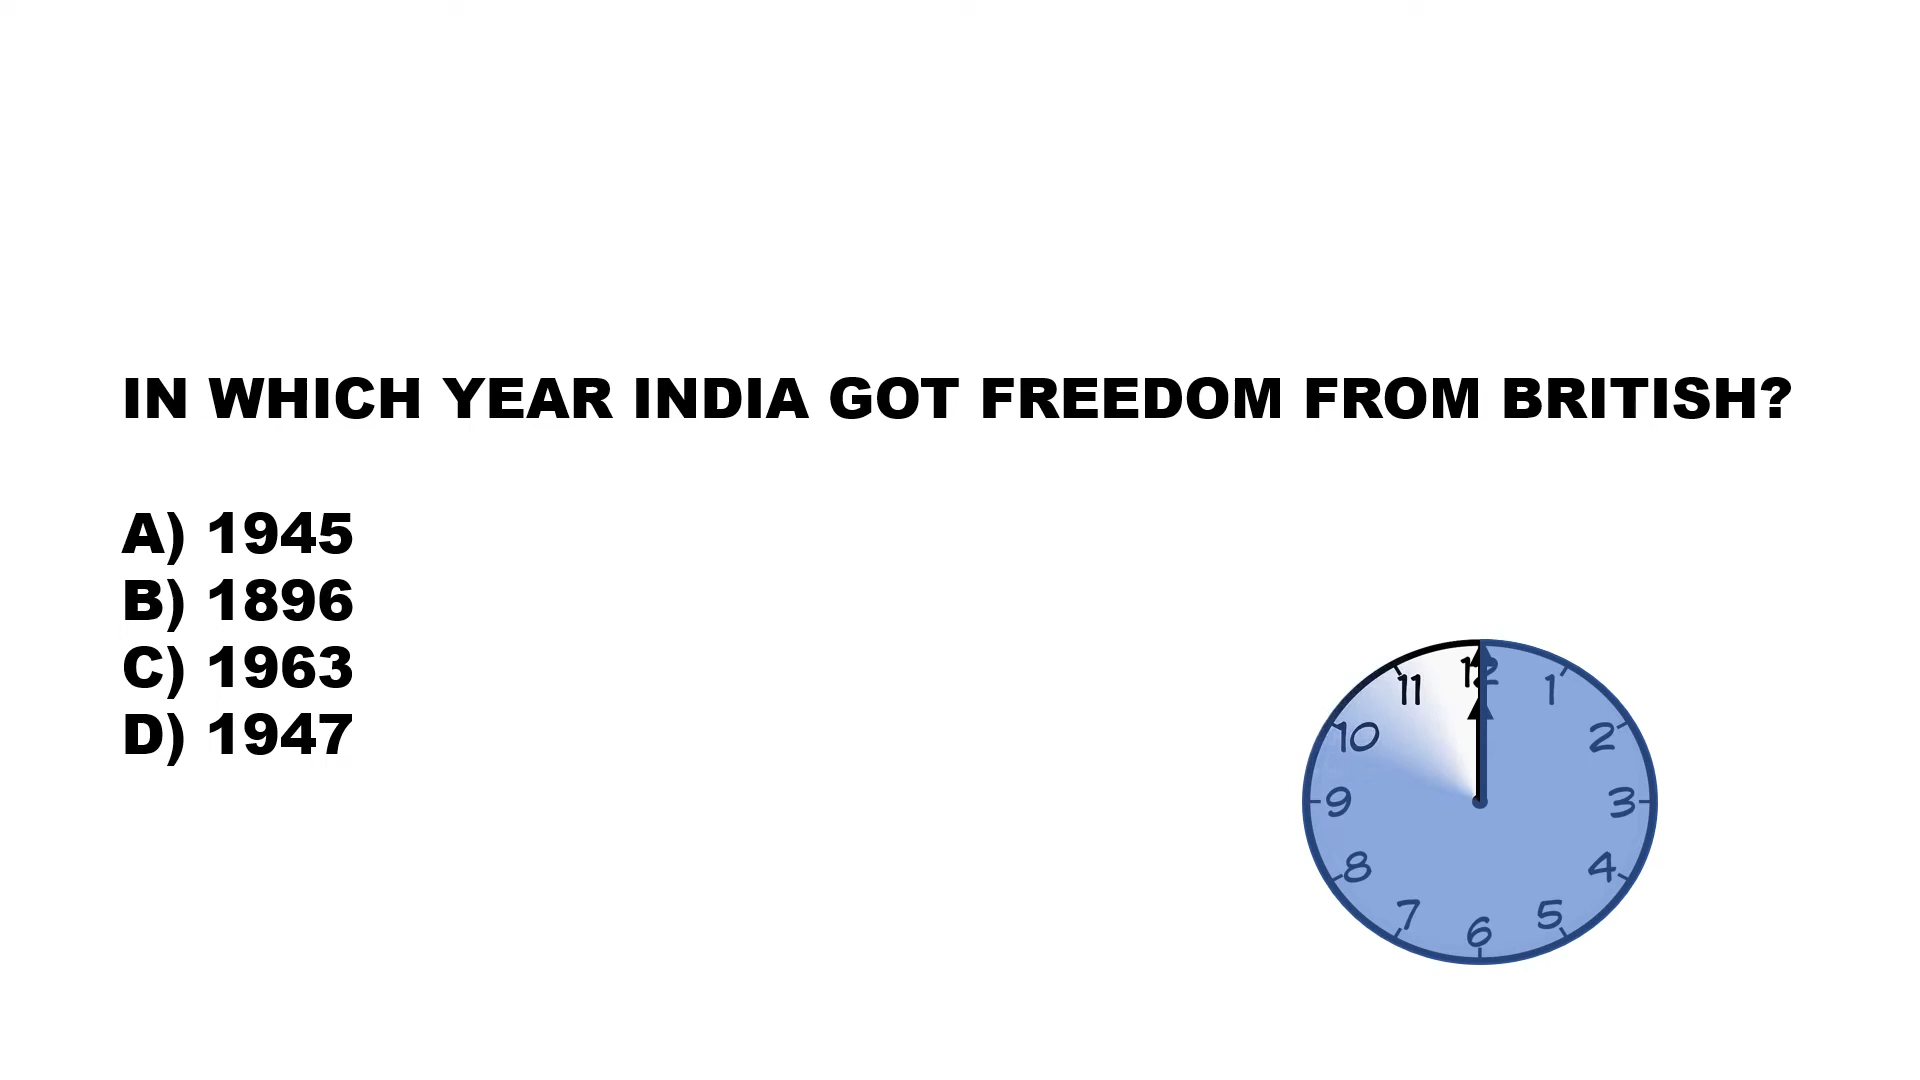 IN WHICH YEAR INDIA GOT FREEDOM FROM BRITISH?
A) 1945
B) 1896
C) 1963
D) 1947
12
11
1
10
2
9
3
8
4
7
5
6